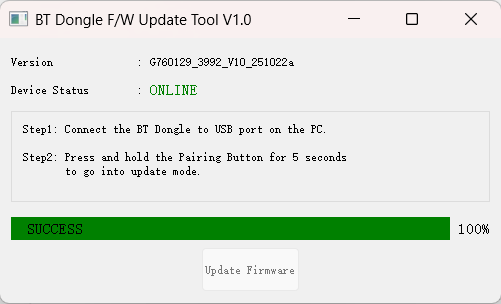 BT Dongle F/W Update Tool V1.0
Version : G760129_3992_V10_251022a
Device Status : ONLINE
Step1: Connect the BT Dongle to USB port on the PC.
Step2: Press and hold the Pairing Button for 5 seconds
to go into update mode.
SUCCESS 100%
Update Firmware